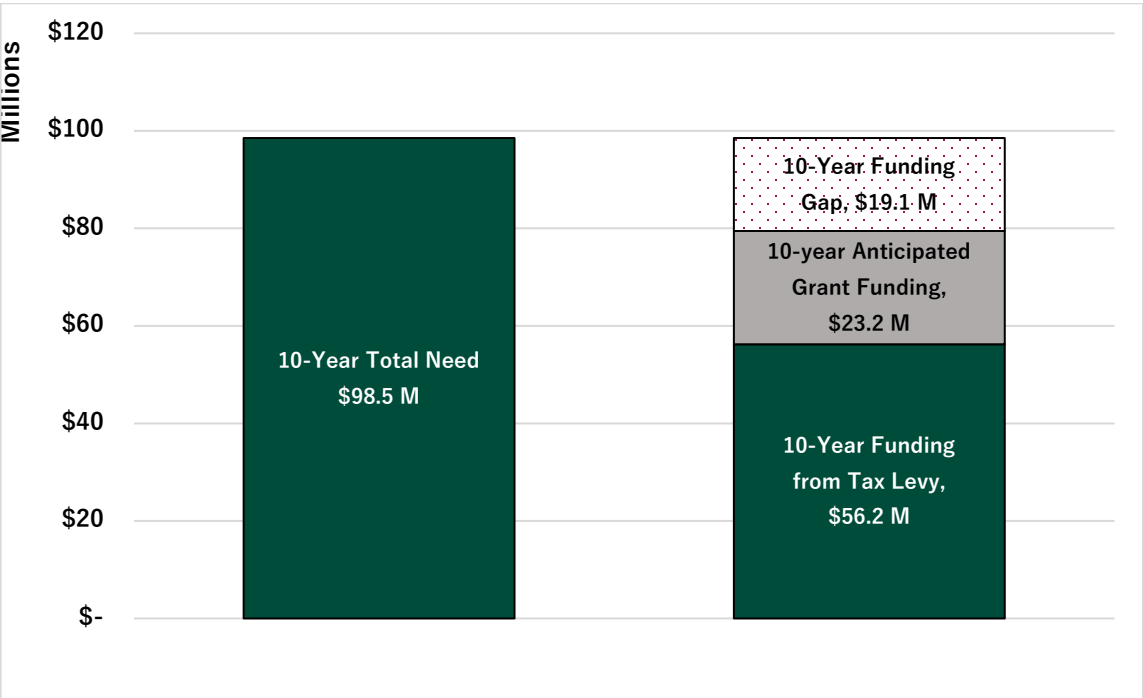 Millions
$120
$100
$80
$60
$40
$20
$-
10-Year Total Need
$98.5 M
10-Year Funding
Gap, $19.1 M
10-year Anticipated
Grant Funding,
$23.2 M
10-Year Funding
from Tax Levy,
$56.2 M